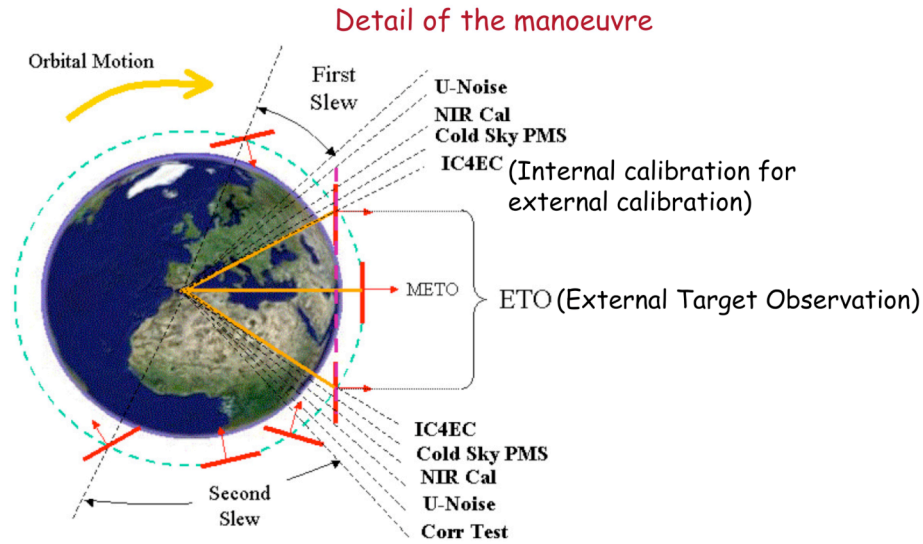 Detail of the manoeuvre
Orbital Motion
First
Slew
U-Noise
NIR Cal
Cold Sky PMS
IC4EC (Internal calibration for
external calibration)
METO
ETO (External Target Observation)
IC4EC
Cold Sky PMS
NIR Cal
U-Noise
Corr Test
Second
Slew